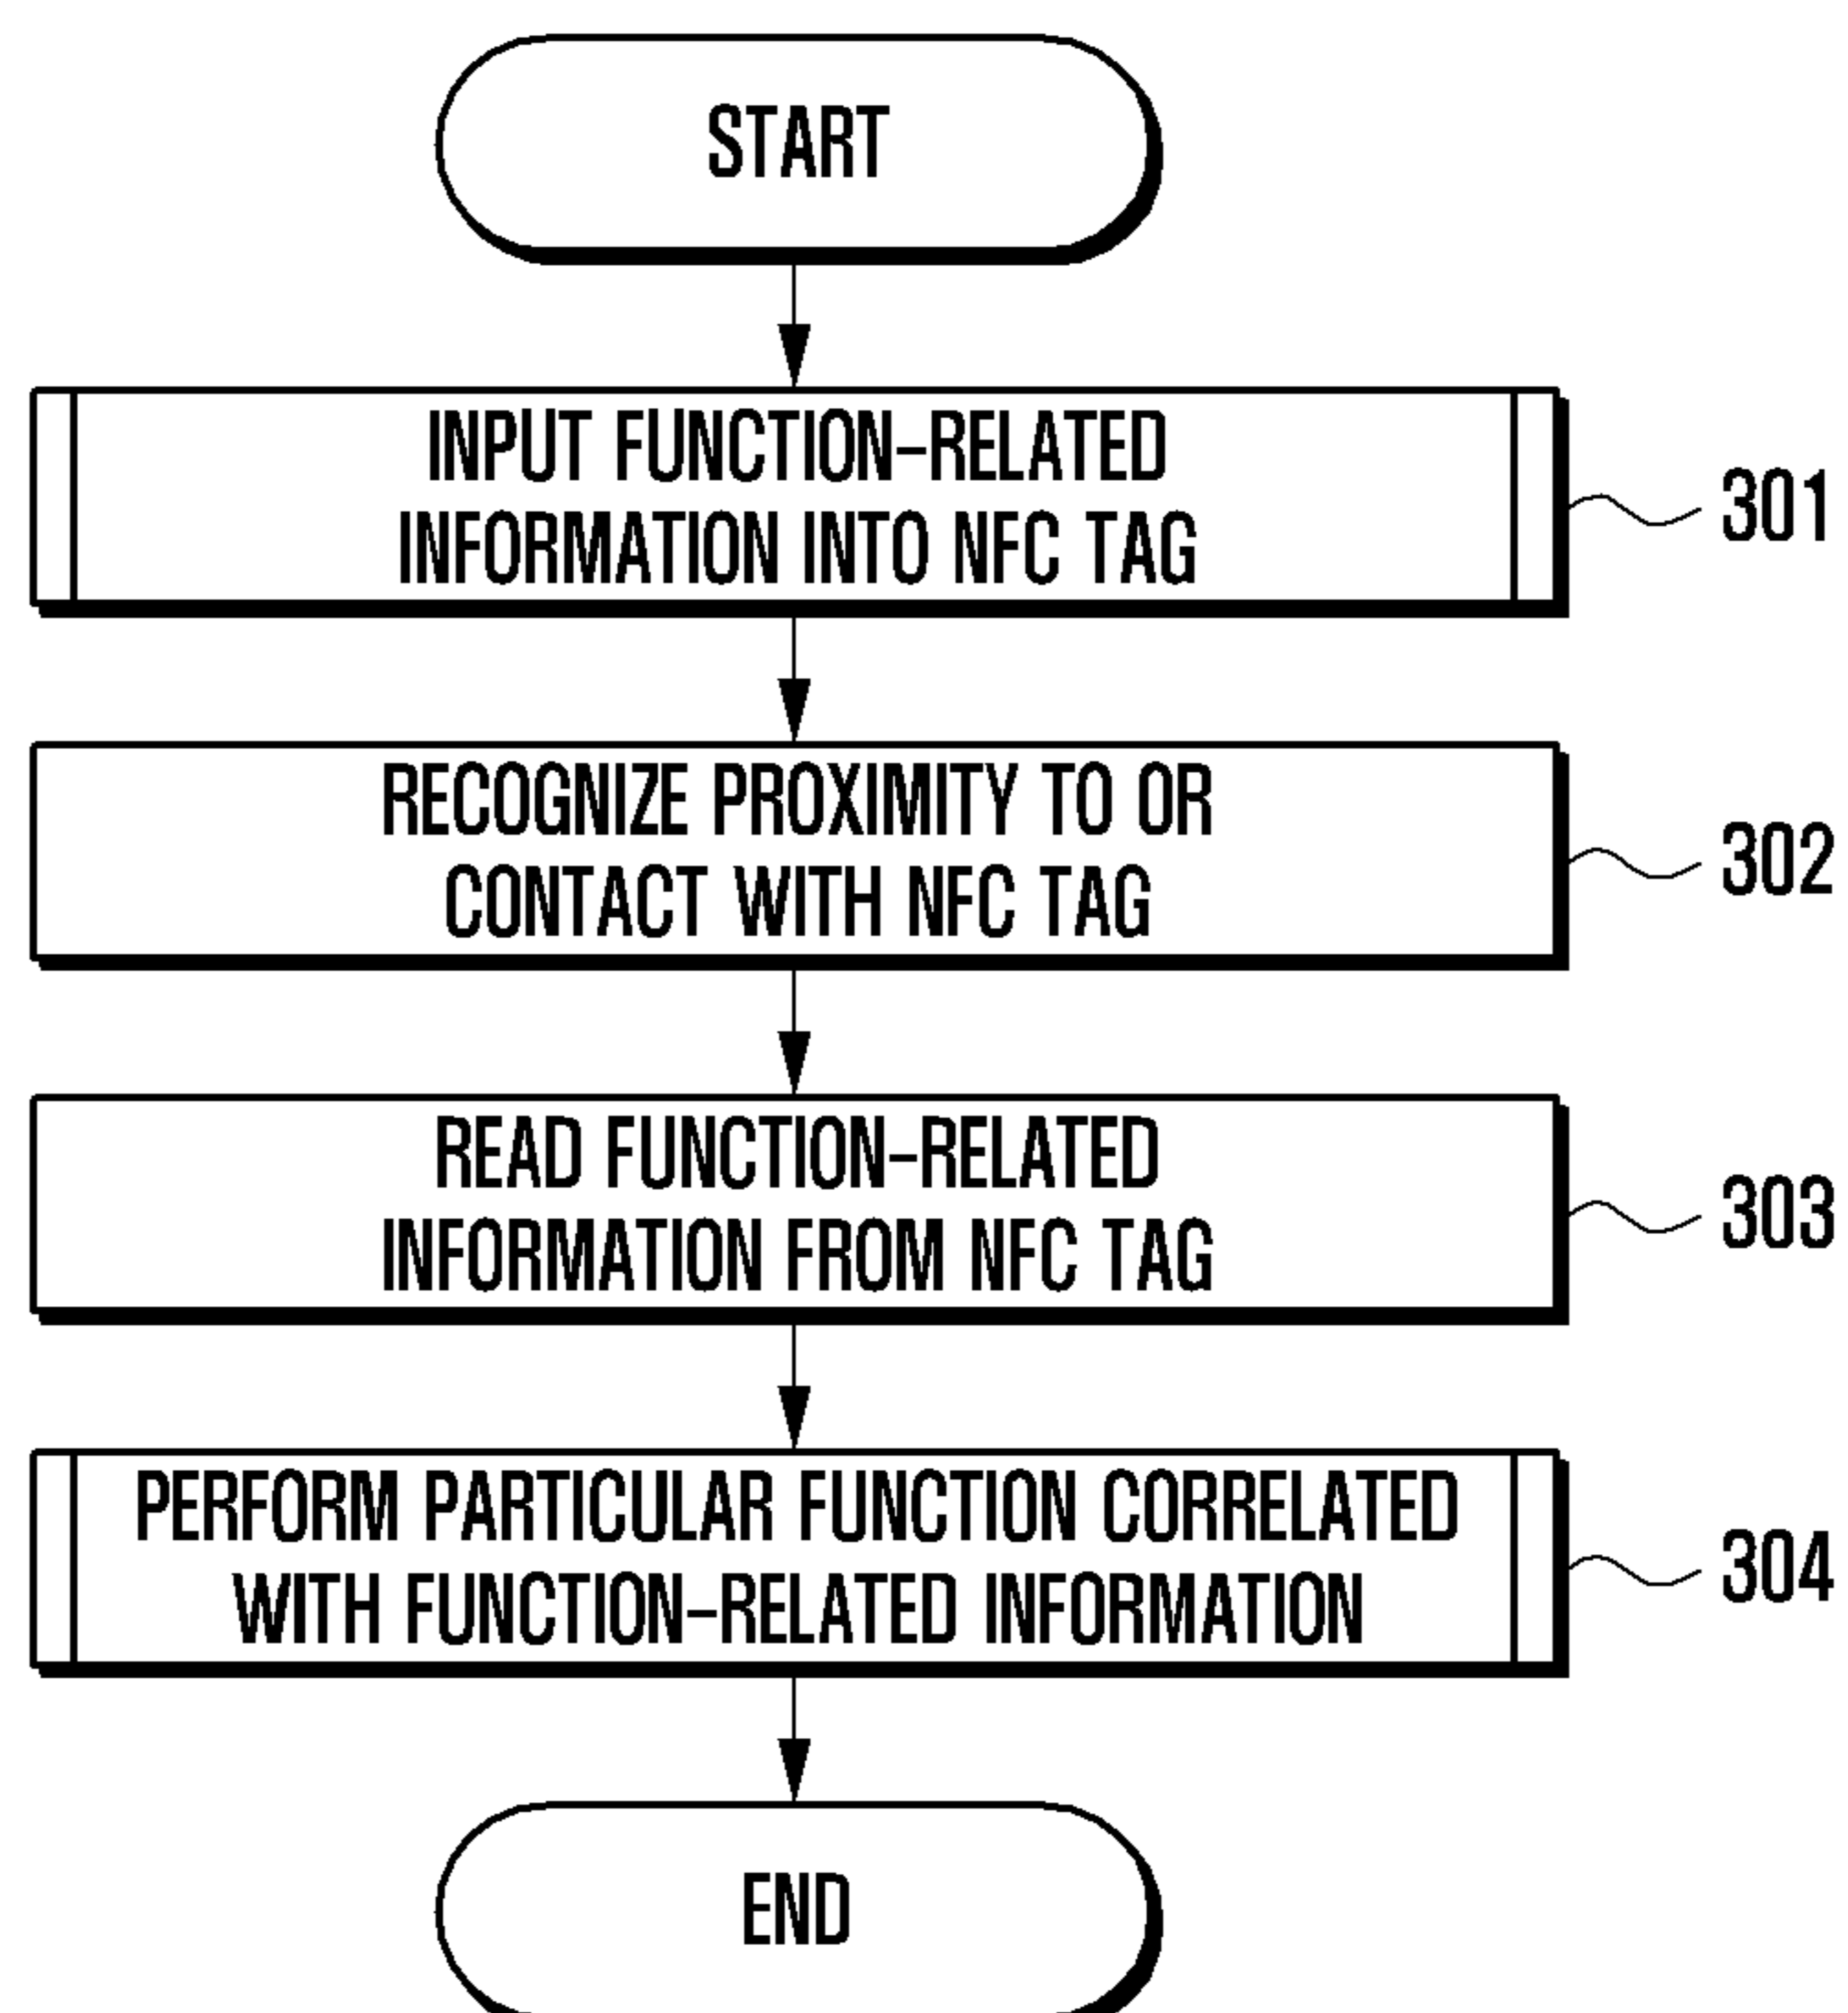 START
INPUT FUNCTION-RELATED
INFORMATION INTO NFC TAG
301
RECOGNIZE PROXIMITY TO OR
CONTACT WITH NFC TAG
302
READ FUNCTION-RELATED
INFORMATION FROM NFC TAG
303
PERFORM PARTICULAR FUNCTION CORRELATED
WITH FUNCTION-RELATED INFORMATION
304
END